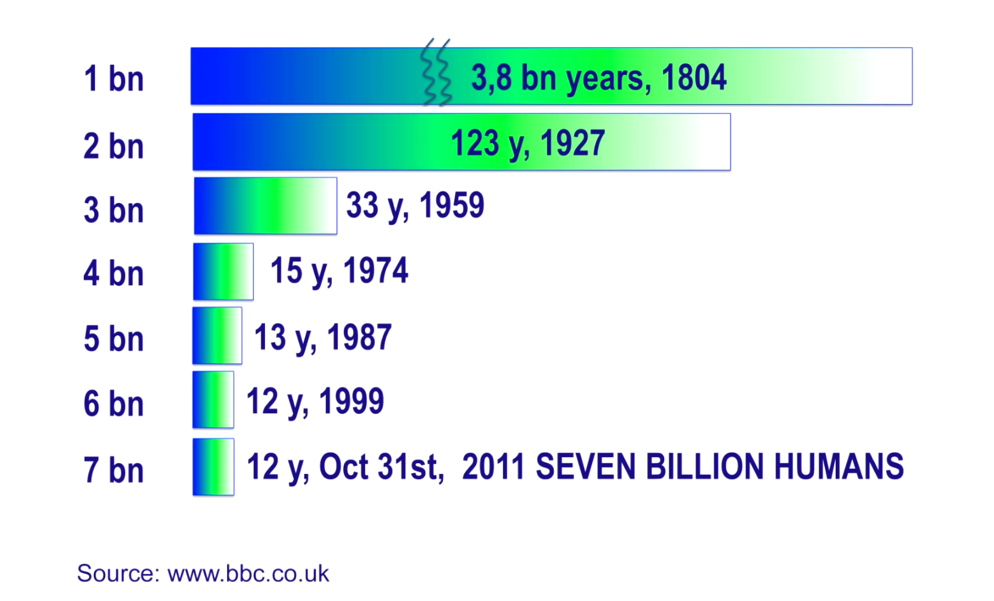 1 bn 3,8 bn years, 1804
2 bn 123 y, 1927
3 bn 33 y, 1959
4 bn 15 y, 1974
5 bn 13 y, 1987
6 bn 12 y, 1999
7 bn 12 y, Oct 31st, 2011 SEVEN BILLION HUMANS
Source: www.bbc.co.uk